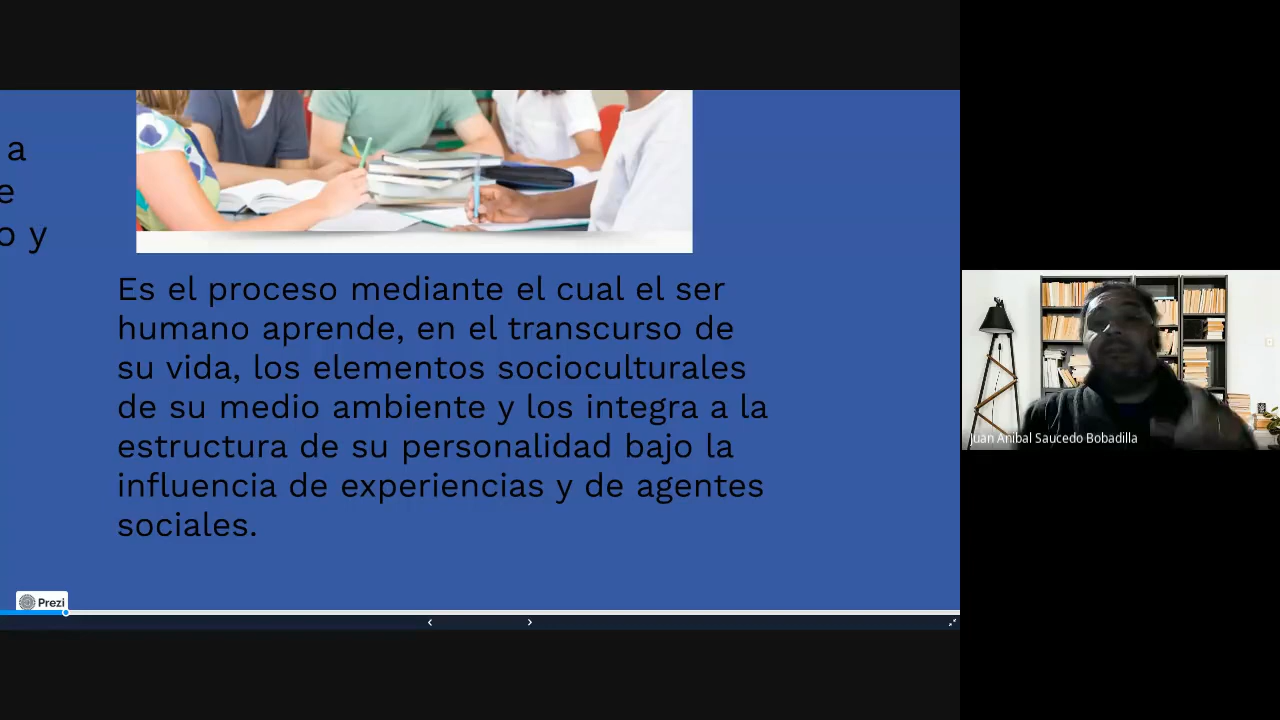 a
e
o y
Es el proceso mediante el cual el ser
humano aprende, en el transcurso de
su vida, los elementos socioculturales
de su medio ambiente y los integra a la
estructura de su personalidad bajo la
influencia de experiencias y de agentes
sociales.
Prezi
Juan Anibal Saucedo Bobadilla